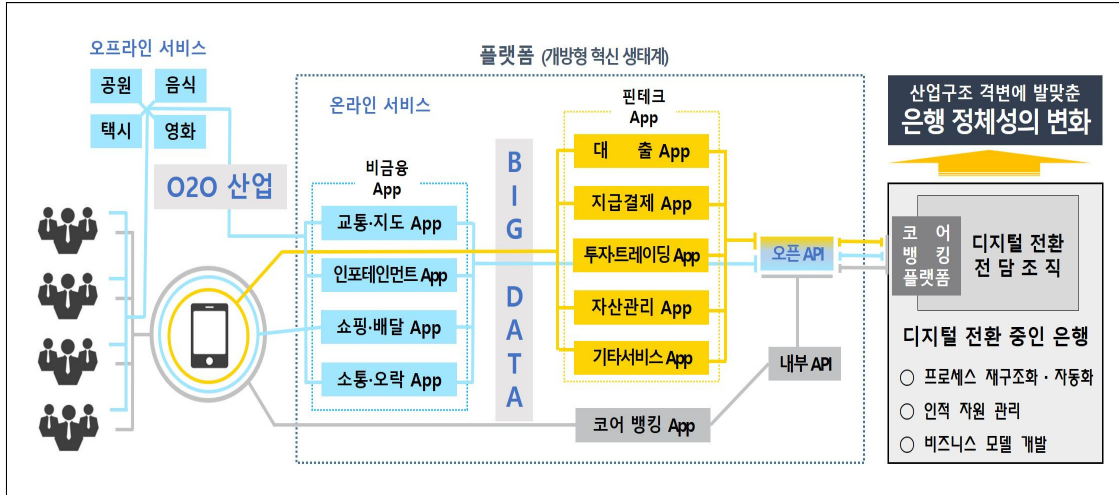 오프라인 서비스
공원
음식
택시
영화
O2O 산업
플랫폼 (개방형 혁신 생태계)
온라인 서비스
비금융
App
교통·지도 App
인포테인먼트 App
쇼핑·배달 App
소통·오락 App
B
I
G
D
A
T
A
핀테크
App
대 출 App
지급결제 App
투자·트레이딩 App
자산관리 App
기타서비스 App
코어 뱅킹 App
오픈 API
내부 API
산업구조 격변에 발맞춘
은행 정체성의 변화
코 어
뱅 킹
플랫폼
디지털 전환
전 담 조 직
디지털 전환 중인 은행
○ 프로세스 재구조화·자동화
○ 인적 자원 관리
○ 비즈니스 모델 개발